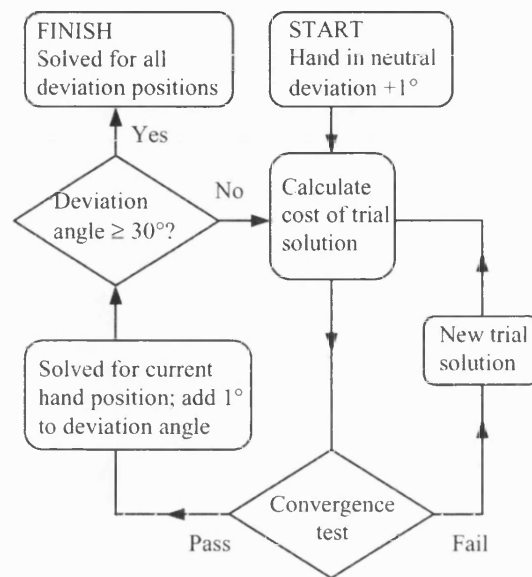 FINISH
Solved for all
deviation positions
START
Hand in neutral
deviation +1°
Yes
No
Deviation
angle ≥ 30°?
Calculate
cost of trial
solution
Solved for current
hand position; add 1°
to deviation angle
New trial
solution
Convergence
test
Pass
Fail